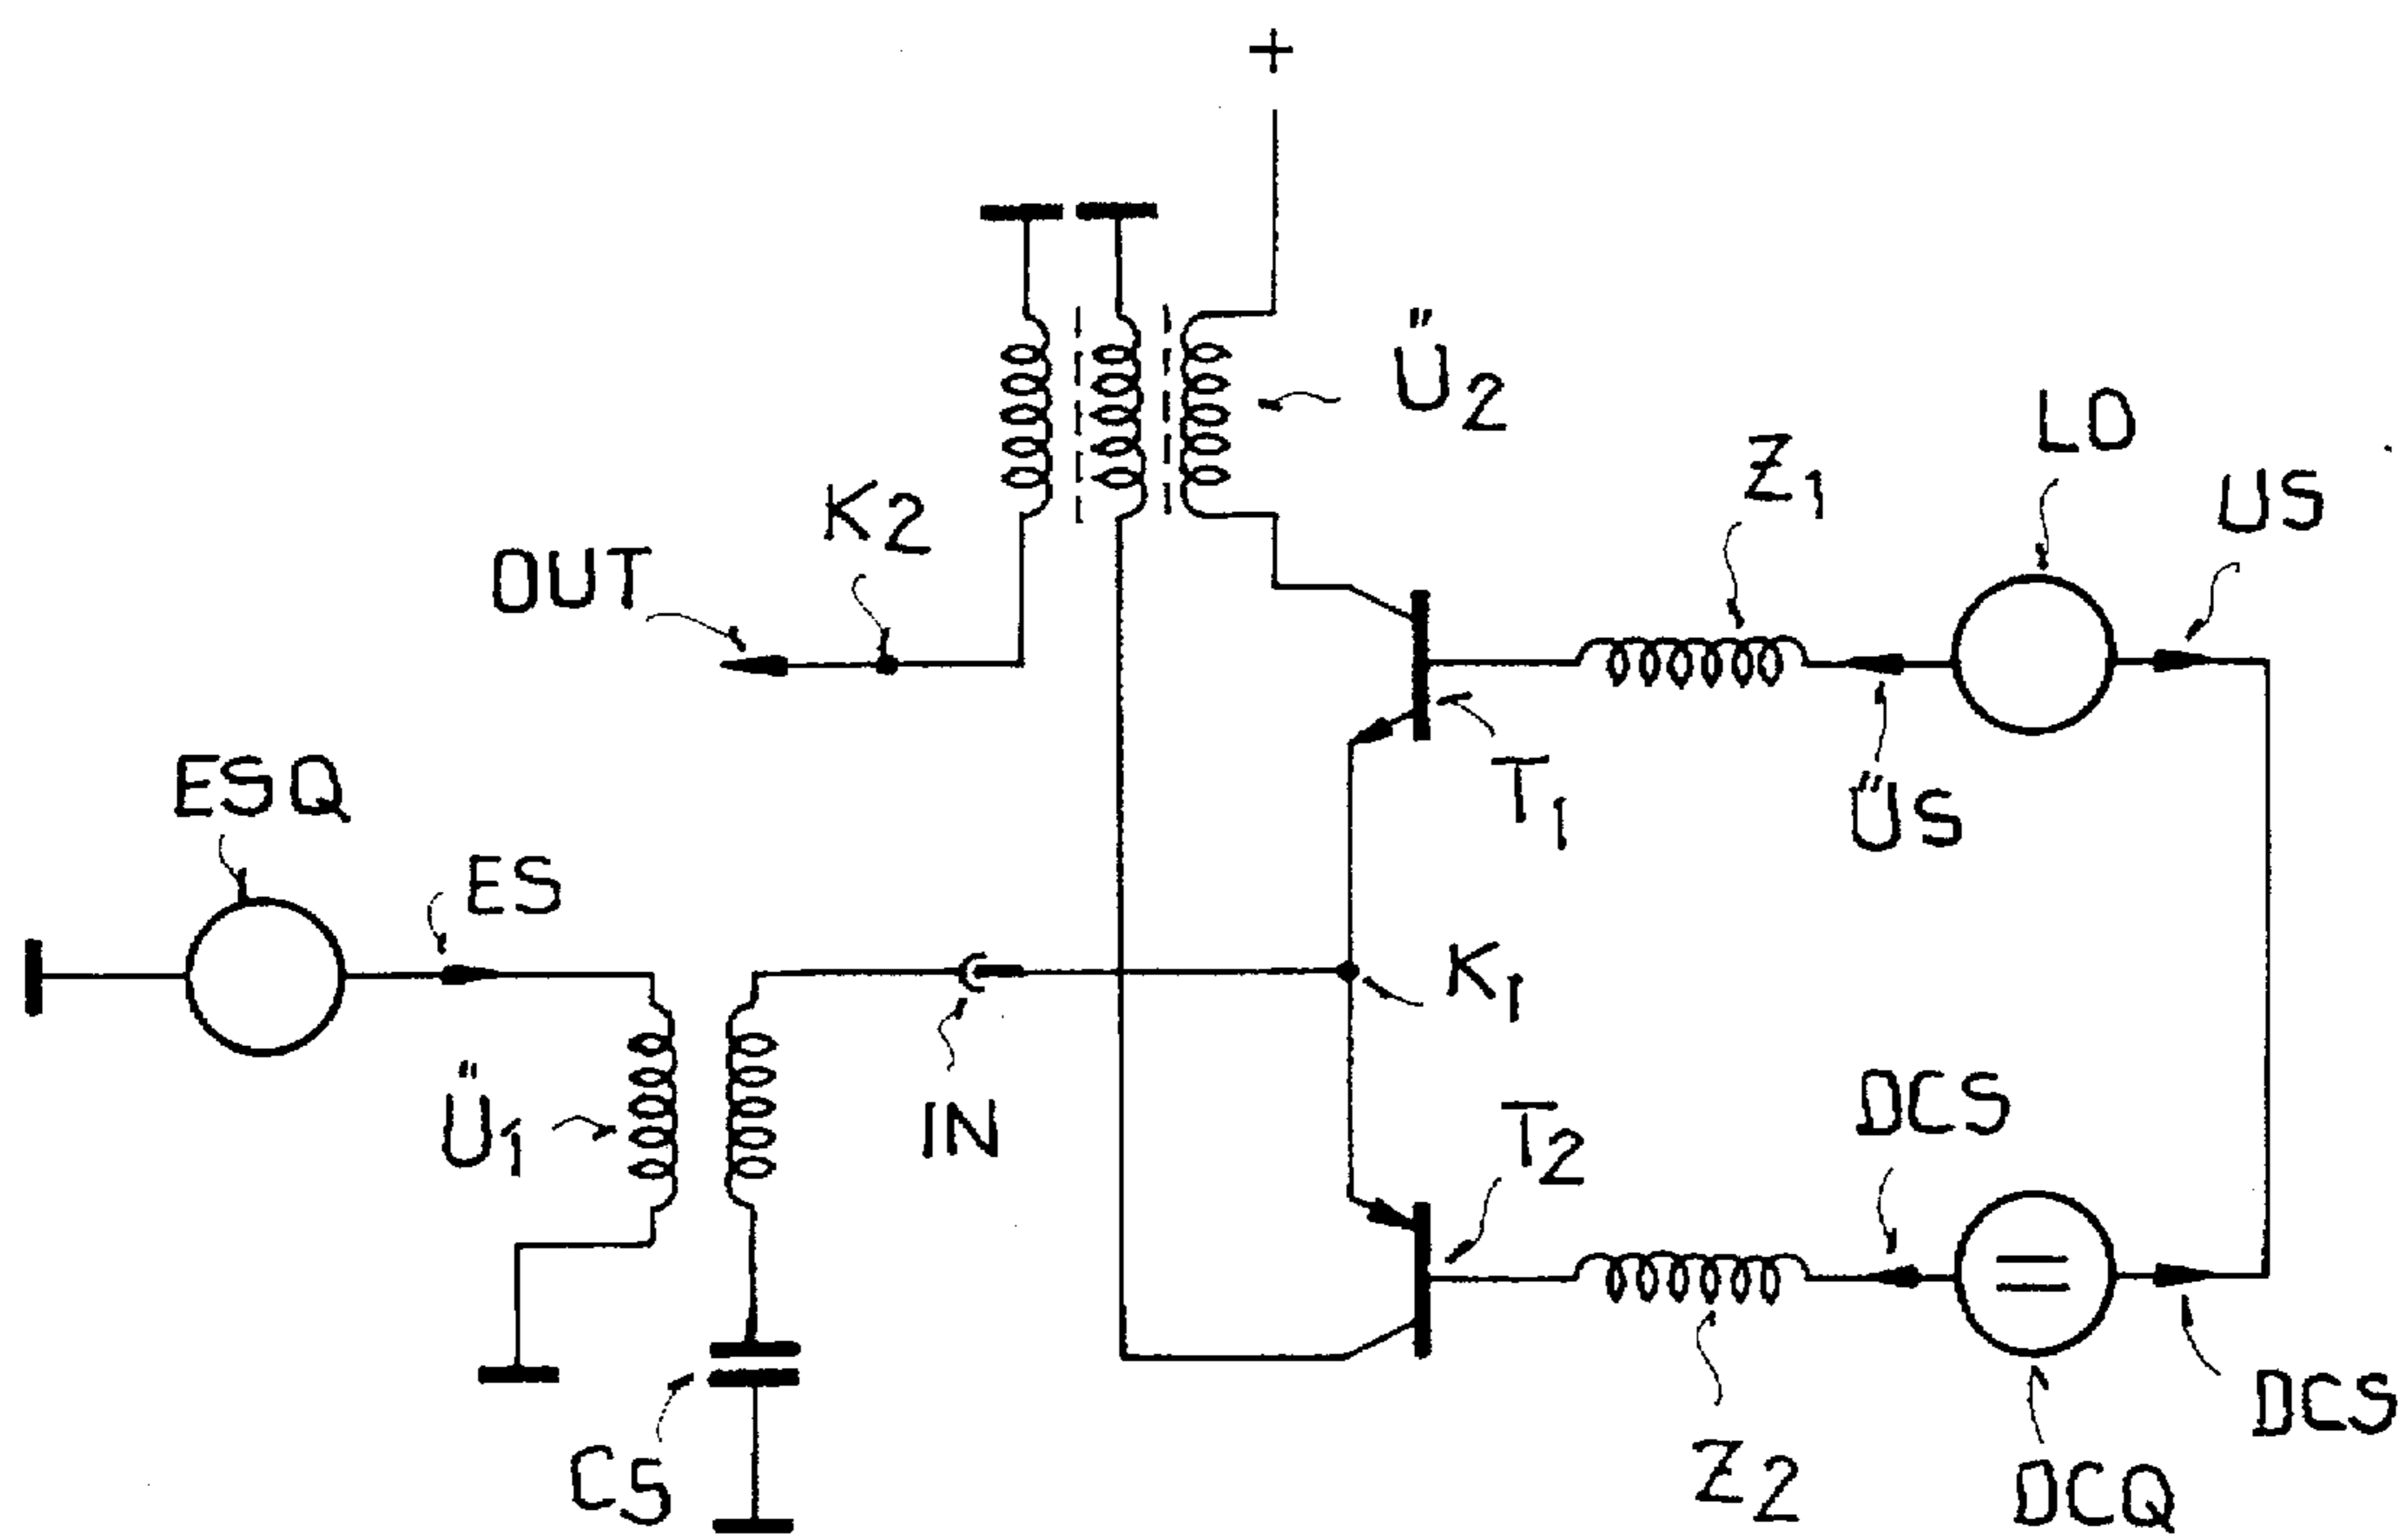 +
Ü2
LO
Z1
US
K2
OUT
T1
ÜS
ESQ
ES
K1
IN
Ü1
DCS
T2
DCS
C5
Z2
DCQ